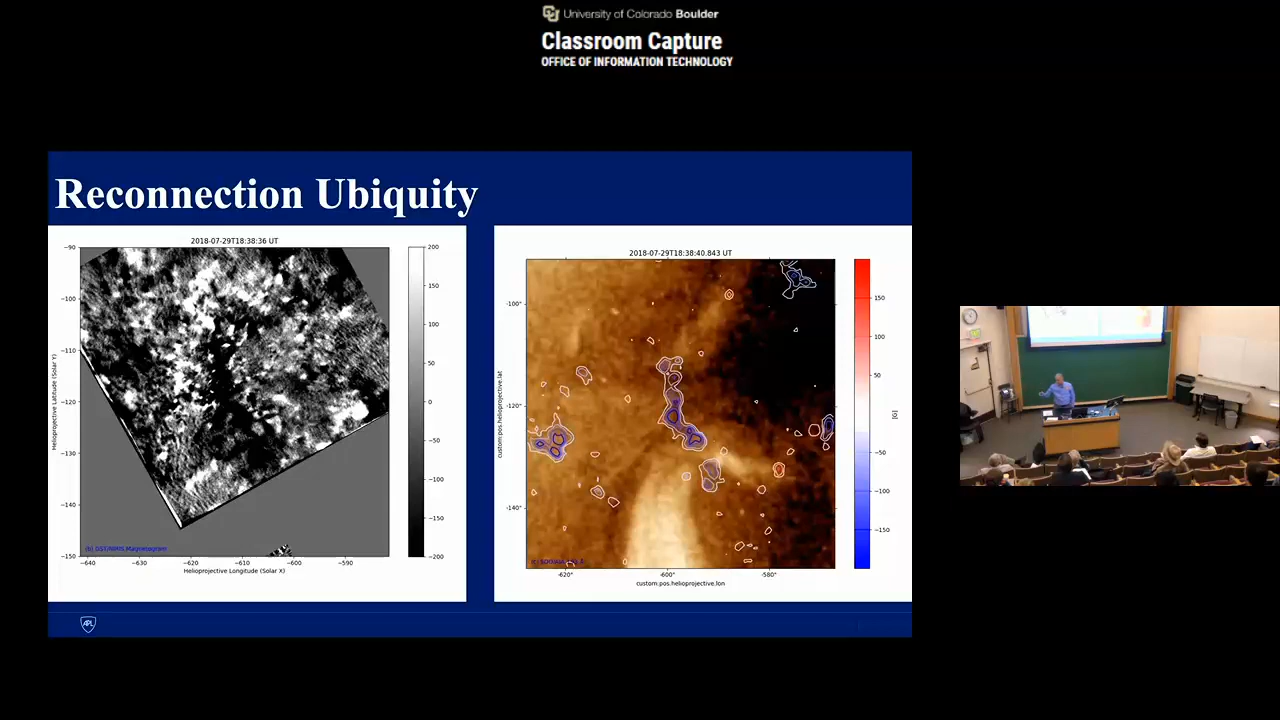 University of Colorado Boulder
Classroom Capture
OFFICE OF INFORMATION TECHNOLOGY
Reconnection Ubiquity
2018-07-29T18:38:36 UT
−90
−100
−110
−120
−130
−140
−150
Helioprojective Latitude (Solar Y)
−640
−630
−620
−610
−600
−590
Helioprojective Longitude (Solar X)
200
150
100
50
0
−50
−100
−150
−200
2018-07-29T18:38:40.843 UT
-100"
-120"
-140"
custom:pos.helioprojective.lat
-620"
-600"
-580"
custom:pos.helioprojective.lon
150
100
50
−50
−100
−150
[G]
APL